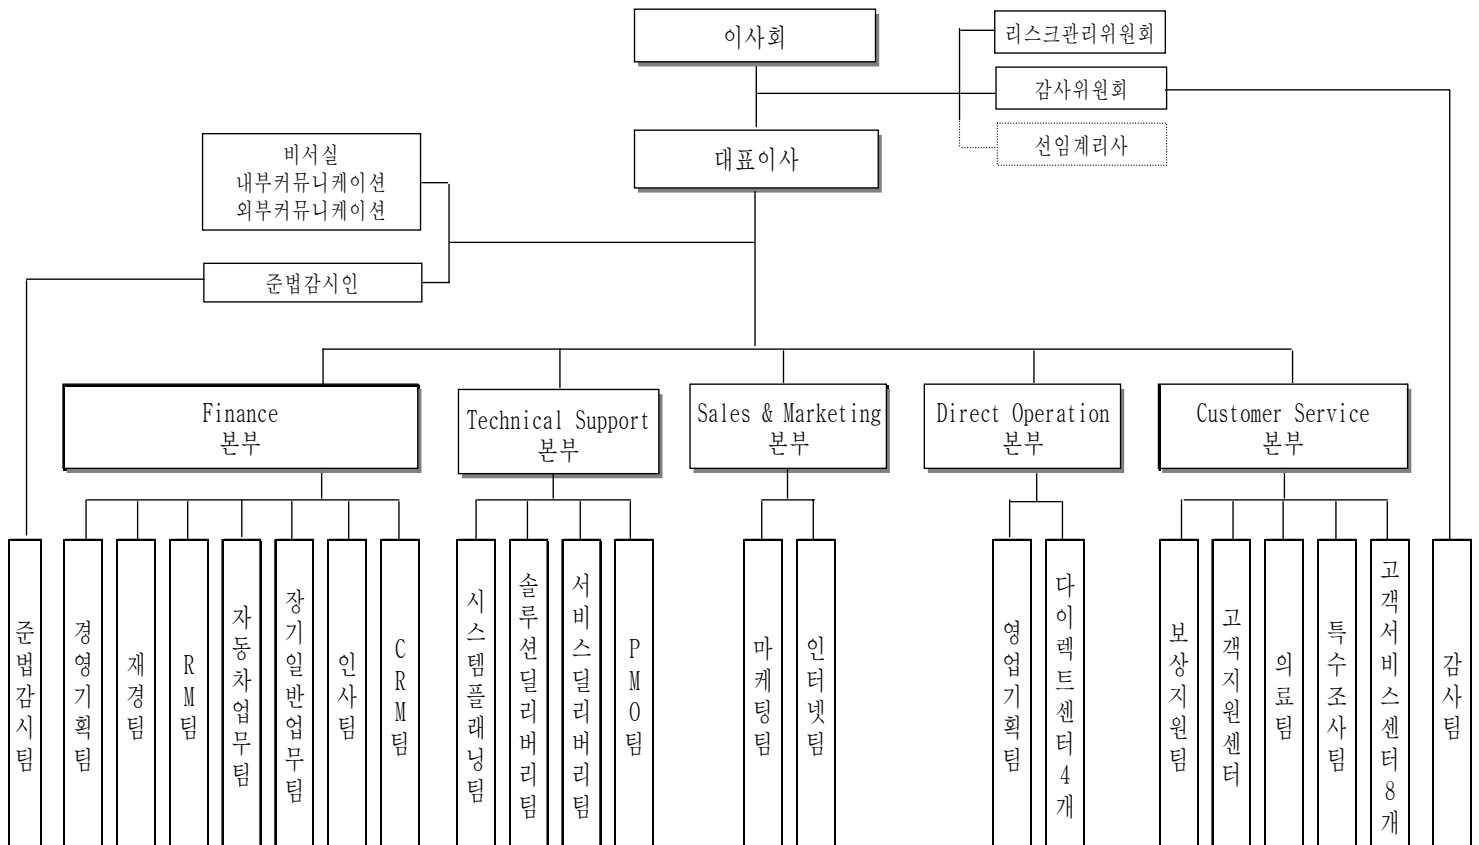 이사회
리스크관리위원회
감사위원회
선임계리사
대표이사
비서실
내부커뮤니케이션
외부커뮤니케이션
준법감시인
Finance
본부
Technical Support
본부
Sales & Marketing
본부
Direct Operation
본부
Customer Service
본부
준법감시팀
경영기획팀
재경팀
RM팀
자동차업무팀
장기일반업무팀
인사팀
CRM팀
시스템플래닝팀
솔루션딜리버리팀
서비스딜리버리팀
PMO팀
마케팅팀
인터넷팀
영업기획팀
다이렉트센터4개
보상지원팀
고객지원센터
의료팀
특수조사팀
고객서비스센터8개
감사팀